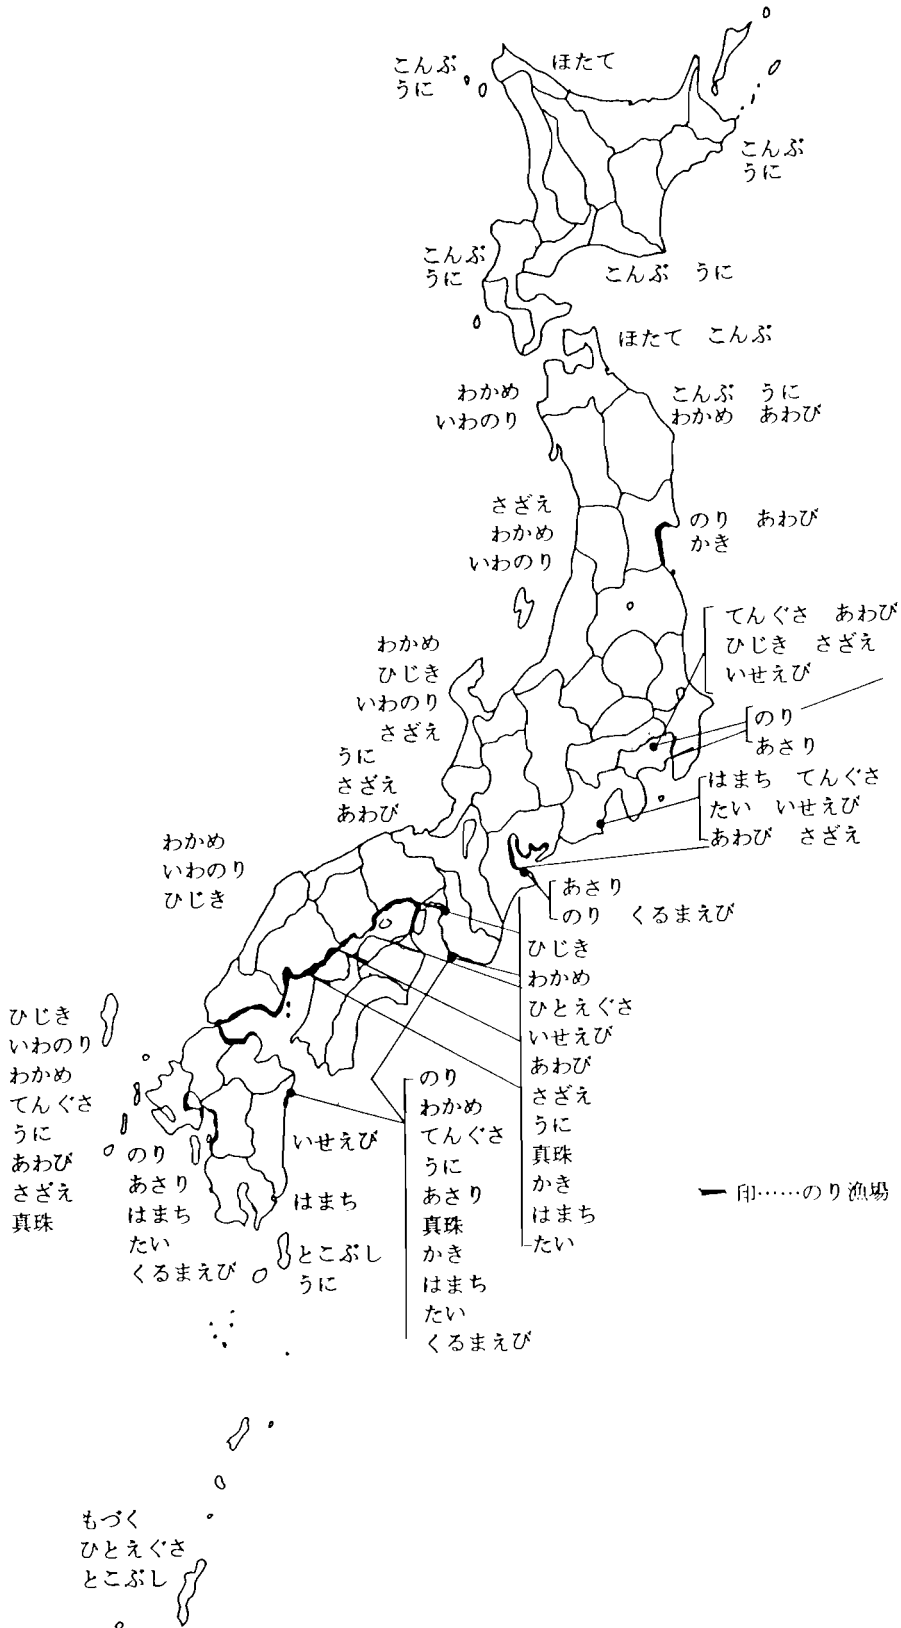 こんぶ
うに
ほたて
こんぶ
うに
こんぶ
うに
こんぶ　うに
ほたて　こんぶ
わかめ
いわのり
こんぶ　うに
わかめ　あわび
さざえ
わかめ
いわのり
のり　あわび
かき
てんぐさ　あわび
ひじき　さざえ
いせえび
わかめ
ひじき
いわのり
さざえ
うに
さざえ
あわび
のり
あさり
はまち　てんぐさ
たい　いせえび
あわび　さざえ
わかめ
いわのり
ひじき
あさり
のり　くるまえび
ひじき
わかめ
ひとえぐさ
いせえび
あわび
さざえ
うに
真珠
かき
はまち
たい
ひじき
いわのり
わかめ
てんぐさ
うに
あわび
さざえ
真珠
のり
あさり
はまち
たい
くるまえび
いせえび
はまち
とこぶし
うに
のり
わかめ
てんぐさ
うに
あさり
真珠
かき
はまち
たい
くるまえび
印……のり漁場
もづく
ひとえぐさ
とこぶし